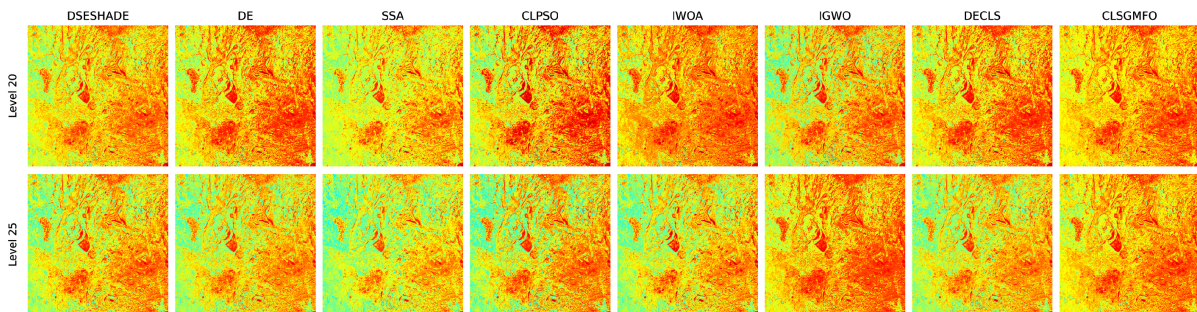 DSESHADE DE SSA CLPSO IWOA IGWO DECLS CLSGMFO
Level 20
Level 25